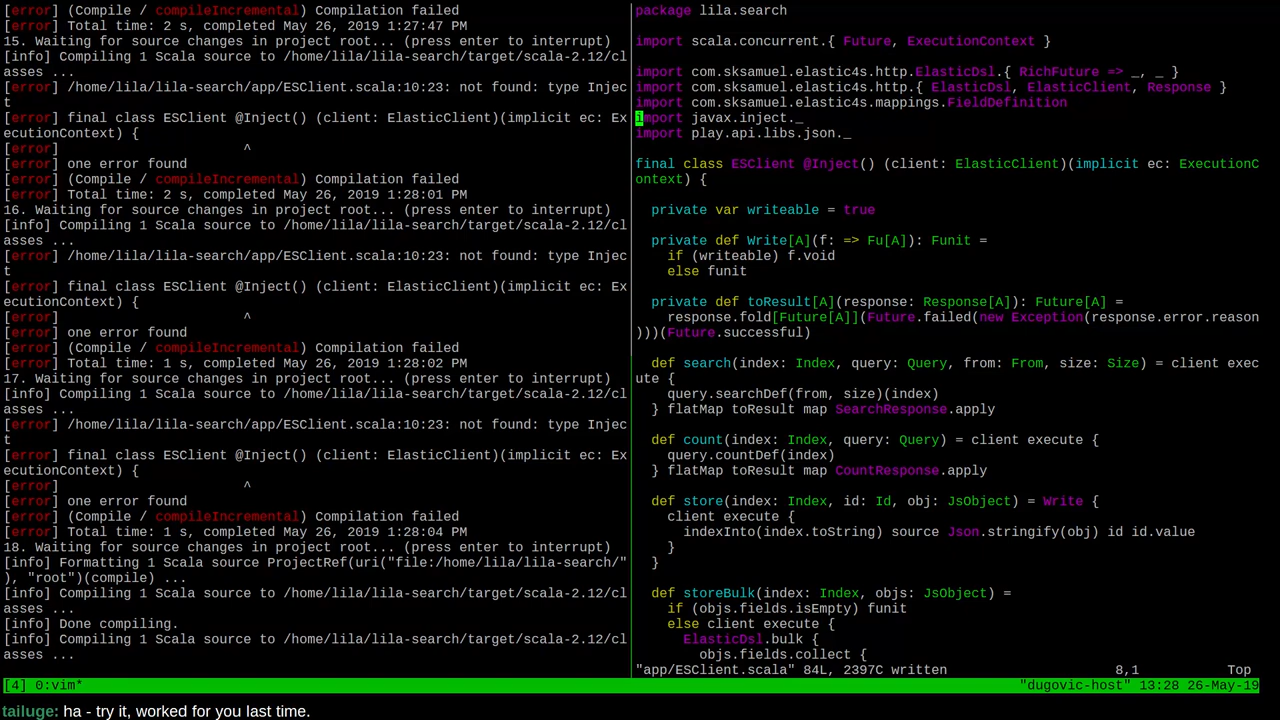 [error] (Compile / compileIncremental) Compilation failed
[error] Total time: 2 s, completed May 26, 2019 1:27:47 PM
15. Waiting for source changes in project root... (press enter to interrupt)
[info] Compiling 1 Scala source to /home/lila/lila-search/target/scala-2.12/cl
asses ...
[error] /home/lila/lila-search/app/ESClient.scala:10:23: not found: type Injec
t
[error] final class ESClient @Inject() (client: ElasticClient)(implicit ec: Ex
ecutionContext) {
[error]                       ^
[error] one error found
[error] (Compile / compileIncremental) Compilation failed
[error] Total time: 2 s, completed May 26, 2019 1:28:01 PM
16. Waiting for source changes in project root... (press enter to interrupt)
[info] Compiling 1 Scala source to /home/lila/lila-search/target/scala-2.12/cl
asses ...
[error] /home/lila/lila-search/app/ESClient.scala:10:23: not found: type Injec
t
[error] final class ESClient @Inject() (client: ElasticClient)(implicit ec: Ex
ecutionContext) {
[error]                       ^
[error] one error found
[error] (Compile / compileIncremental) Compilation failed
[error] Total time: 1 s, completed May 26, 2019 1:28:02 PM
17. Waiting for source changes in project root... (press enter to interrupt)
[info] Compiling 1 Scala source to /home/lila/lila-search/target/scala-2.12/cl
asses ...
[error] /home/lila/lila-search/app/ESClient.scala:10:23: not found: type Injec
t
[error] final class ESClient @Inject() (client: ElasticClient)(implicit ec: Ex
ecutionContext) {
[error]                       ^
[error] one error found
[error] (Compile / compileIncremental) Compilation failed
[error] Total time: 1 s, completed May 26, 2019 1:28:04 PM
18. Waiting for source changes in project root... (press enter to interrupt)
[info] Formatting 1 Scala source ProjectRef(uri("file:/home/lila/lila-search/"
), "root")(compile) ...
[info] Compiling 1 Scala source to /home/lila/lila-search/target/scala-2.12/cl
asses ...
[info] Done compiling.
[info] Compiling 1 Scala source to /home/lila/lila-search/target/scala-2.12/cl
asses ...
package lila.search
import scala.concurrent.{ Future, ExecutionContext }
import com.sksamuel.elastic4s.http.ElasticDsl.{ RichFuture => _, _ }
import com.sksamuel.elastic4s.http.{ ElasticDsl, ElasticClient, Response }
import com.sksamuel.elastic4s.mappings.FieldDefinition
import javax.inject._
import play.api.libs.json._
final class ESClient @Inject() (client: ElasticClient)(implicit ec: ExecutionC
ontext) {
  private var writeable = true
  private def Write[A](f: => Fu[A]): Funit =
    if (writeable) f.void
    else funit
  private def toResult[A](response: Response[A]): Future[A] =
    response.fold[Future[A]](Future.failed(new Exception(response.error.reason
)))(Future.successful)
  def search(index: Index, query: Query, from: From, size: Size) = client exec
ute {
    query.searchDef(from, size)(index)
  } flatMap toResult map SearchResponse.apply
  def count(index: Index, query: Query) = client execute {
    query.countDef(index)
  } flatMap toResult map CountResponse.apply
  def store(index: Index, id: Id, obj: JsObject) = Write {
    client execute {
      indexInto(index.toString) source Json.stringify(obj) id id.value
    }
  }
  def storeBulk(index: Index, objs: JsObject) =
    if (objs.fields.isEmpty) funit
    else client execute {
      ElasticDsl.bulk {
        objs.fields.collect {
"app/ESClient.scala" 84L, 2397C written 8,1 Top
[4] 0:vim* "dugovic-host" 13:28 26-May-19
tailuge: ha - try it, worked for you last time.